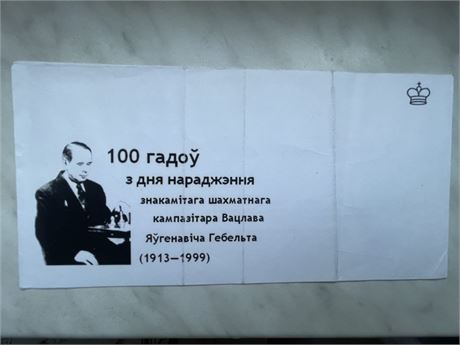 100 гадоў
з дня нараджэння
знакамітага шахматнага
кампазітара Вацлава
Яўгенавіча Гебельта
(1913—1999)